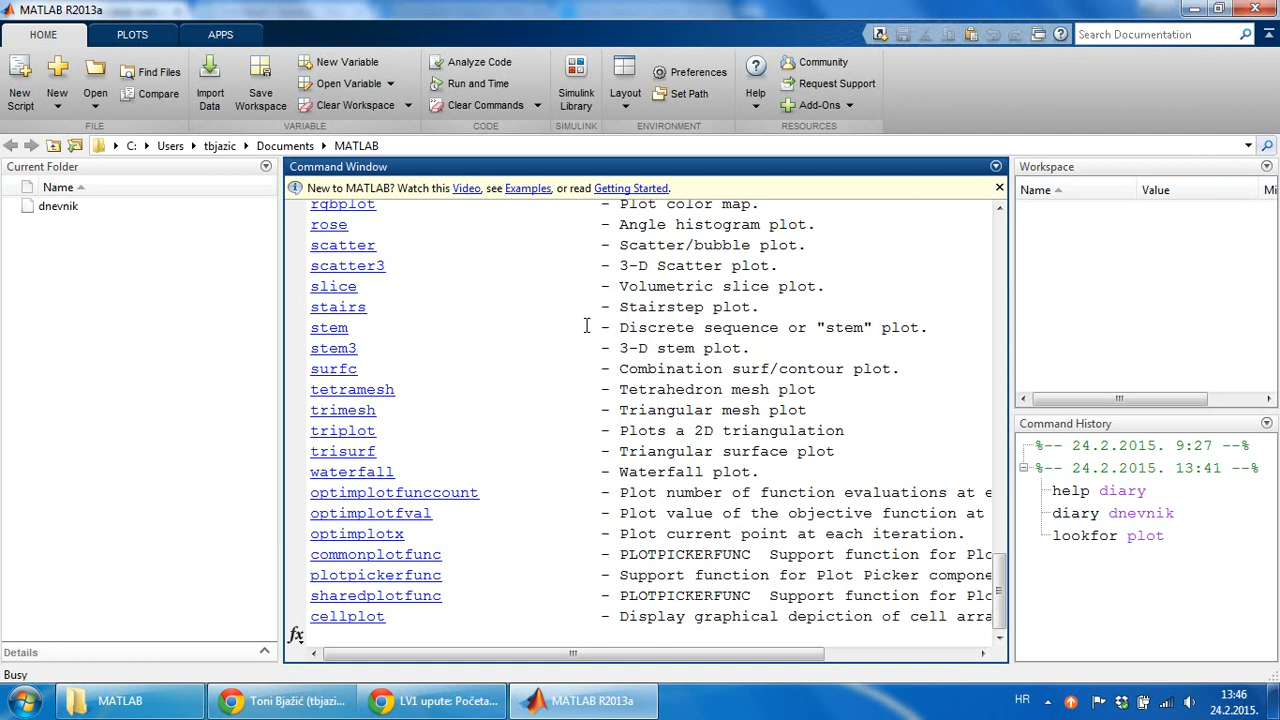 MATLAB R2013a
HOME PLOTS APPS
Search Documentation
New Script
New
Open
Find Files
Compare
Import Data
Save Workspace
New Variable
Open Variable
Clear Workspace
Analyze Code
Run and Time
Clear Commands
Simulink Library
Layout
Preferences
Set Path
Help
Community
Request Support
Add-Ons
FILE VARIABLE CODE SIMULINK ENVIRONMENT RESOURCES
C: Users tbjazic Documents MATLAB
Current Folder
Name
dnevnik
Details
Command Window
New to MATLAB? Watch this Video, see Examples, or read Getting Started.
rgbplot - Plot color map.
rose - Angle histogram plot.
scatter - Scatter/bubble plot.
scatter3 - 3-D Scatter plot.
slice - Volumetric slice plot.
stairs - Stairstep plot.
stem - Discrete sequence or "stem" plot.
stem3 - 3-D stem plot.
surfc - Combination surf/contour plot.
tetramesh - Tetrahedron mesh plot
trimesh - Triangular mesh plot
triplot - Plots a 2D triangulation
trisurf - Triangular surface plot
waterfall - Waterfall plot.
optimplotfunccount - Plot number of function evaluations at e
optimplotfval - Plot value of the objective function at
optimplotx - Plot current point at each iteration.
commonplotfunc - PLOTPICKERFUNC Support function for Plo
plotpickerfunc - Support function for Plot Picker compone
sharedplotfunc - PLOTPICKERFUNC Support function for Plo
cellplot - Display graphical depiction of cell arra
fx
Workspace
Name Value Mi
Command History
%-- 24.2.2015. 9:27 --%
%-- 24.2.2015. 13:41 --%
help diary
diary dnevnik
lookfor plot
Busy
MATLAB
Toni Bjažić (tbjazi...
LV1 upute: Početa...
MATLAB R2013a
HR
13:46
24.2.2015.